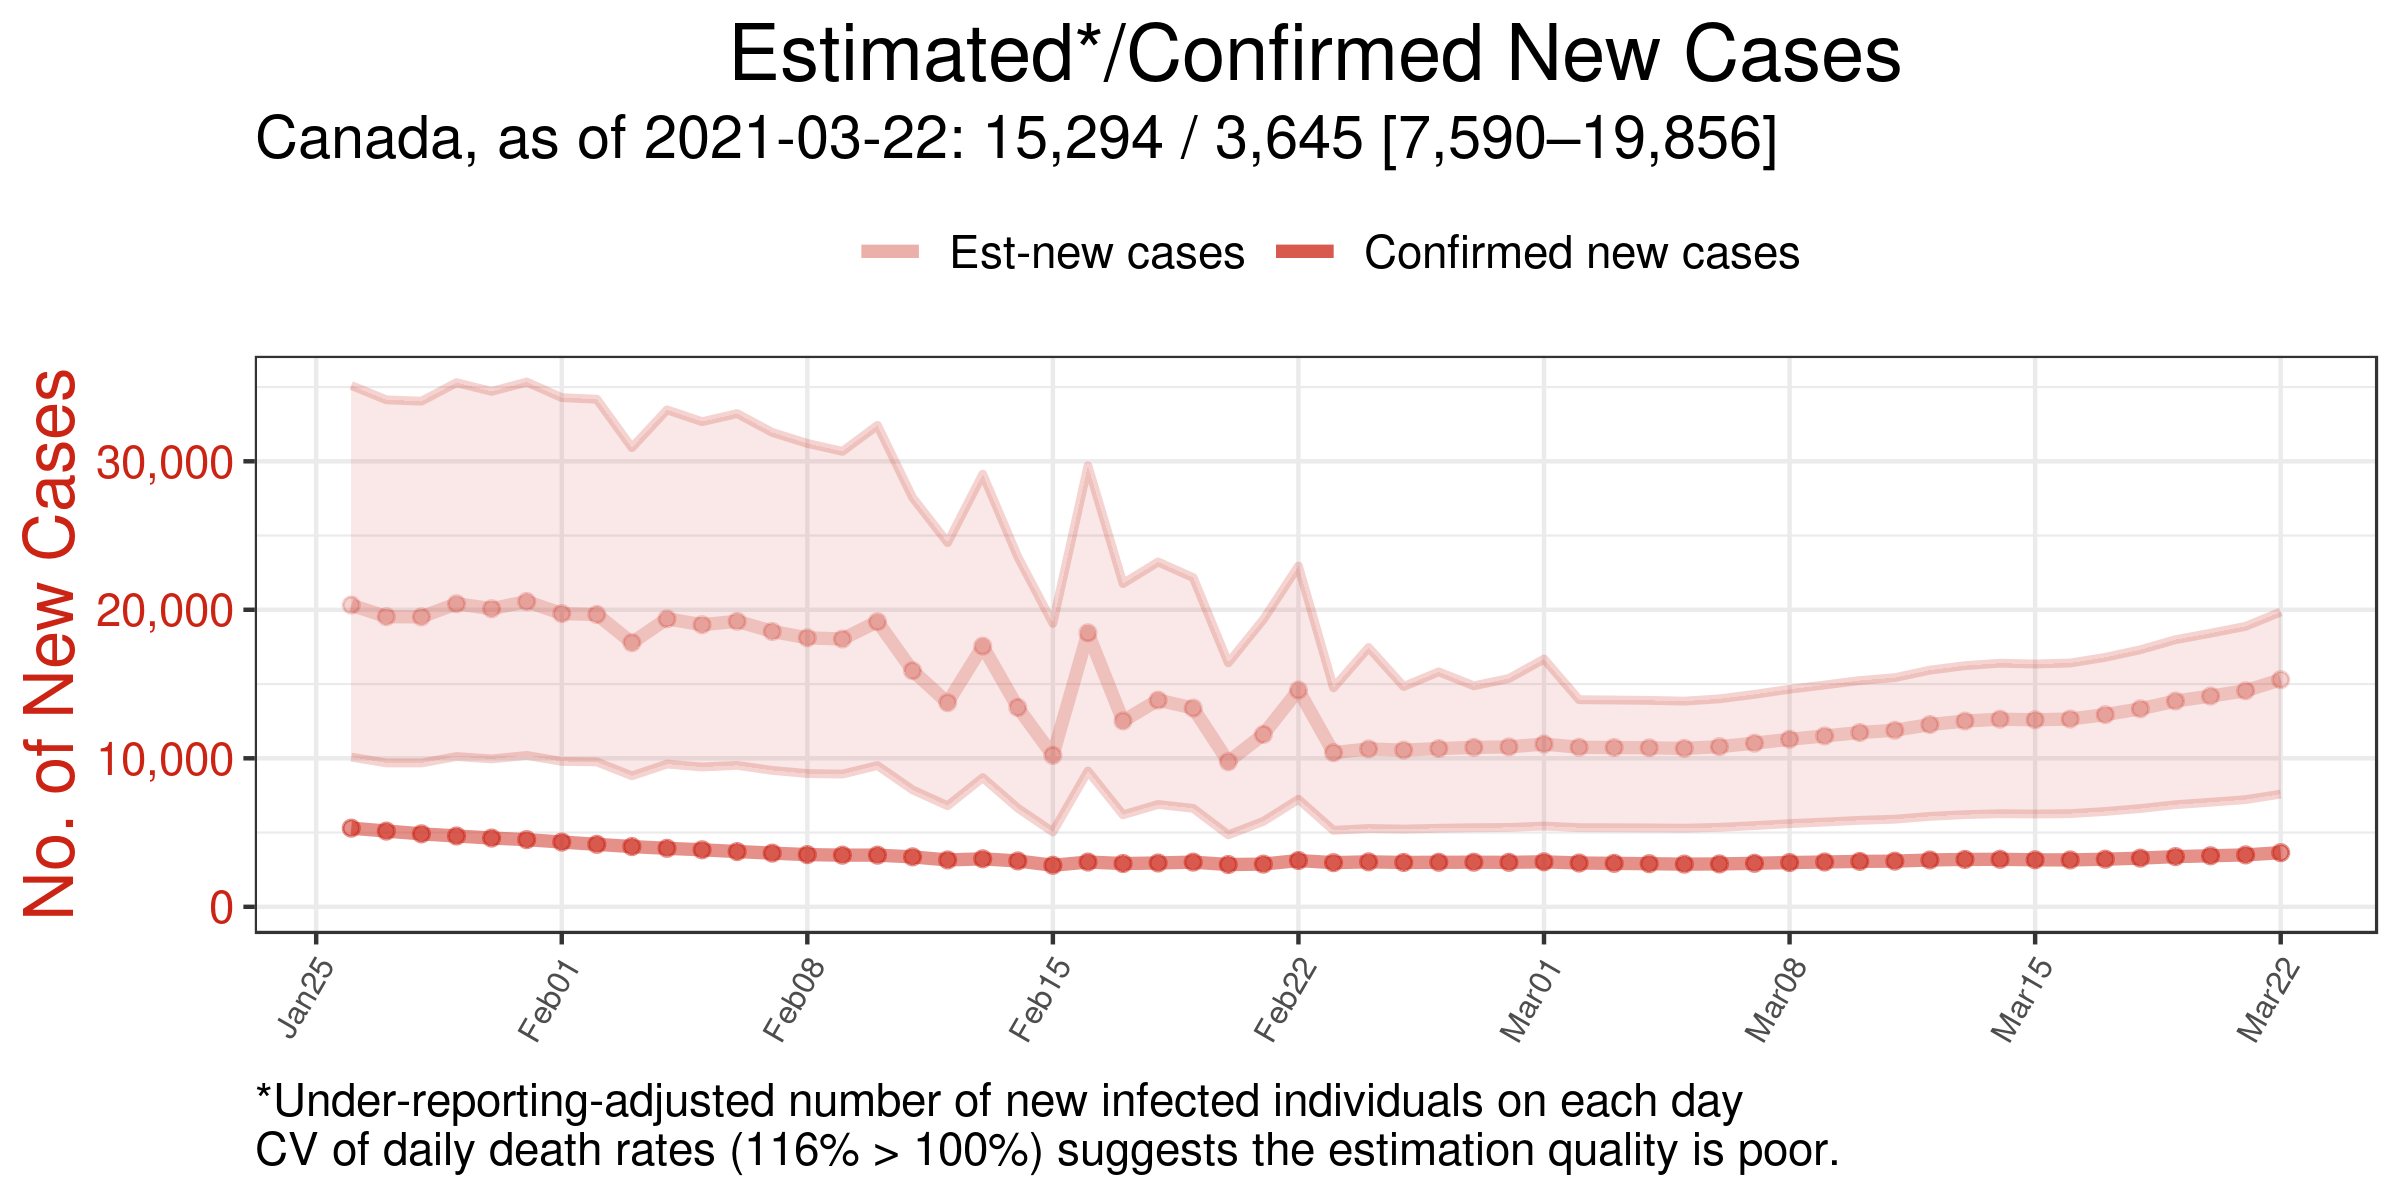 Estimated*/Confirmed New Cases
Canada, as of 2021-03-22: 15,294 / 3,645 [7,590–19,856]
Est-new cases
Confirmed new cases
No. of New Cases
30,000
20,000
10,000
0
Jan25
Feb01
Feb08
Feb15
Feb22
Mar01
Mar08
Mar15
Mar22
*Under-reporting-adjusted number of new infected individuals on each day
CV of daily death rates (116% > 100%) suggests the estimation quality is poor.